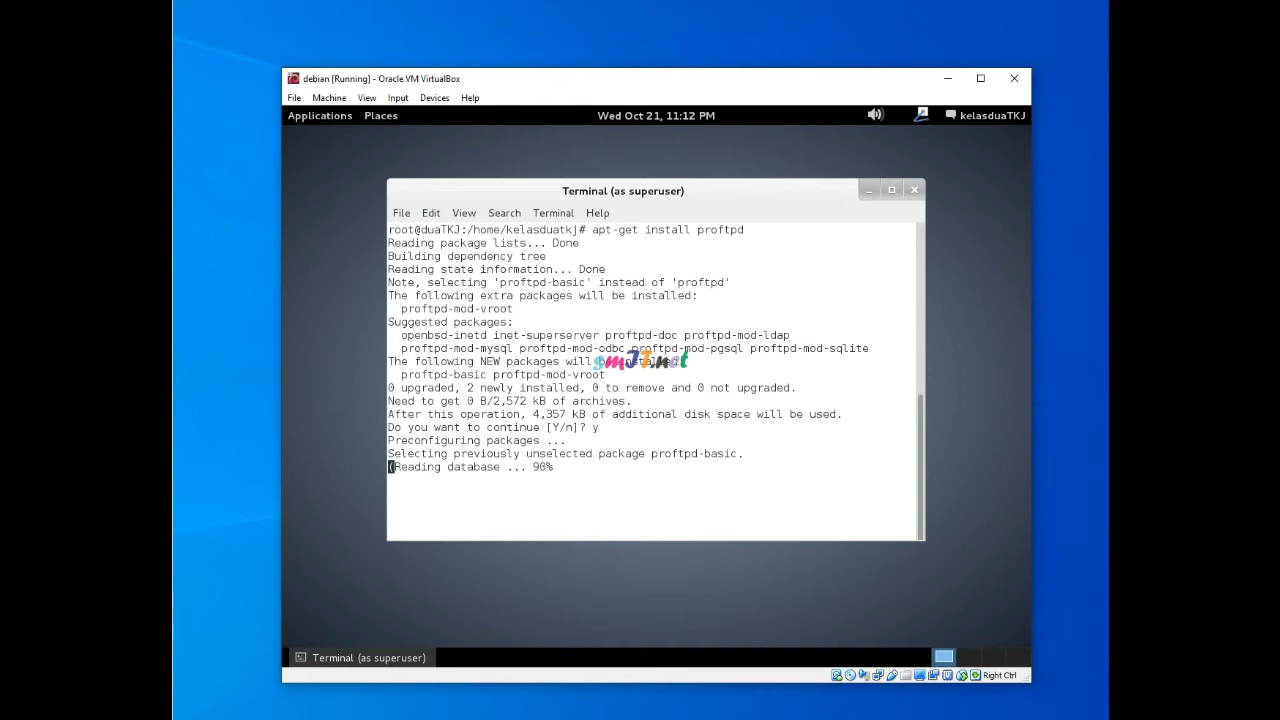 debian [Running] - Oracle VM VirtualBox
File Machine View Input Devices Help
Applications Places Wed Oct 21, 11:12 PM kelasduaTKJ
Terminal (as superuser)
File Edit View Search Terminal Help
root@duaTKJ:/home/kelasduatkj# apt-get install proftpd
Reading package lists... Done
Building dependency tree
Reading state information... Done
Note, selecting 'proftpd-basic' instead of 'proftpd'
The following extra packages will be installed:
proftpd-mod-vroot
Suggested packages:
openbsd-inetd inet-superserver proftpd-doc proftpd-mod-ldap
proftpd-mod-mysql proftpd-mod-odbc proftpd-mod-pgsql proftpd-mod-sqlite
The following NEW packages will
proftpd-basic proftpd-mod-vroot
0 upgraded, 2 newly installed, 0 to remove and 0 not upgraded.
Need to get 0 B/2,572 kB of archives.
After this operation, 4,357 kB of additional disk space will be used.
Do you want to continue [Y/n]? y
Preconfiguring packages ...
Selecting previously unselected package proftpd-basic.
(Reading database ... 90%
Terminal (as superuser)
Right Ctrl